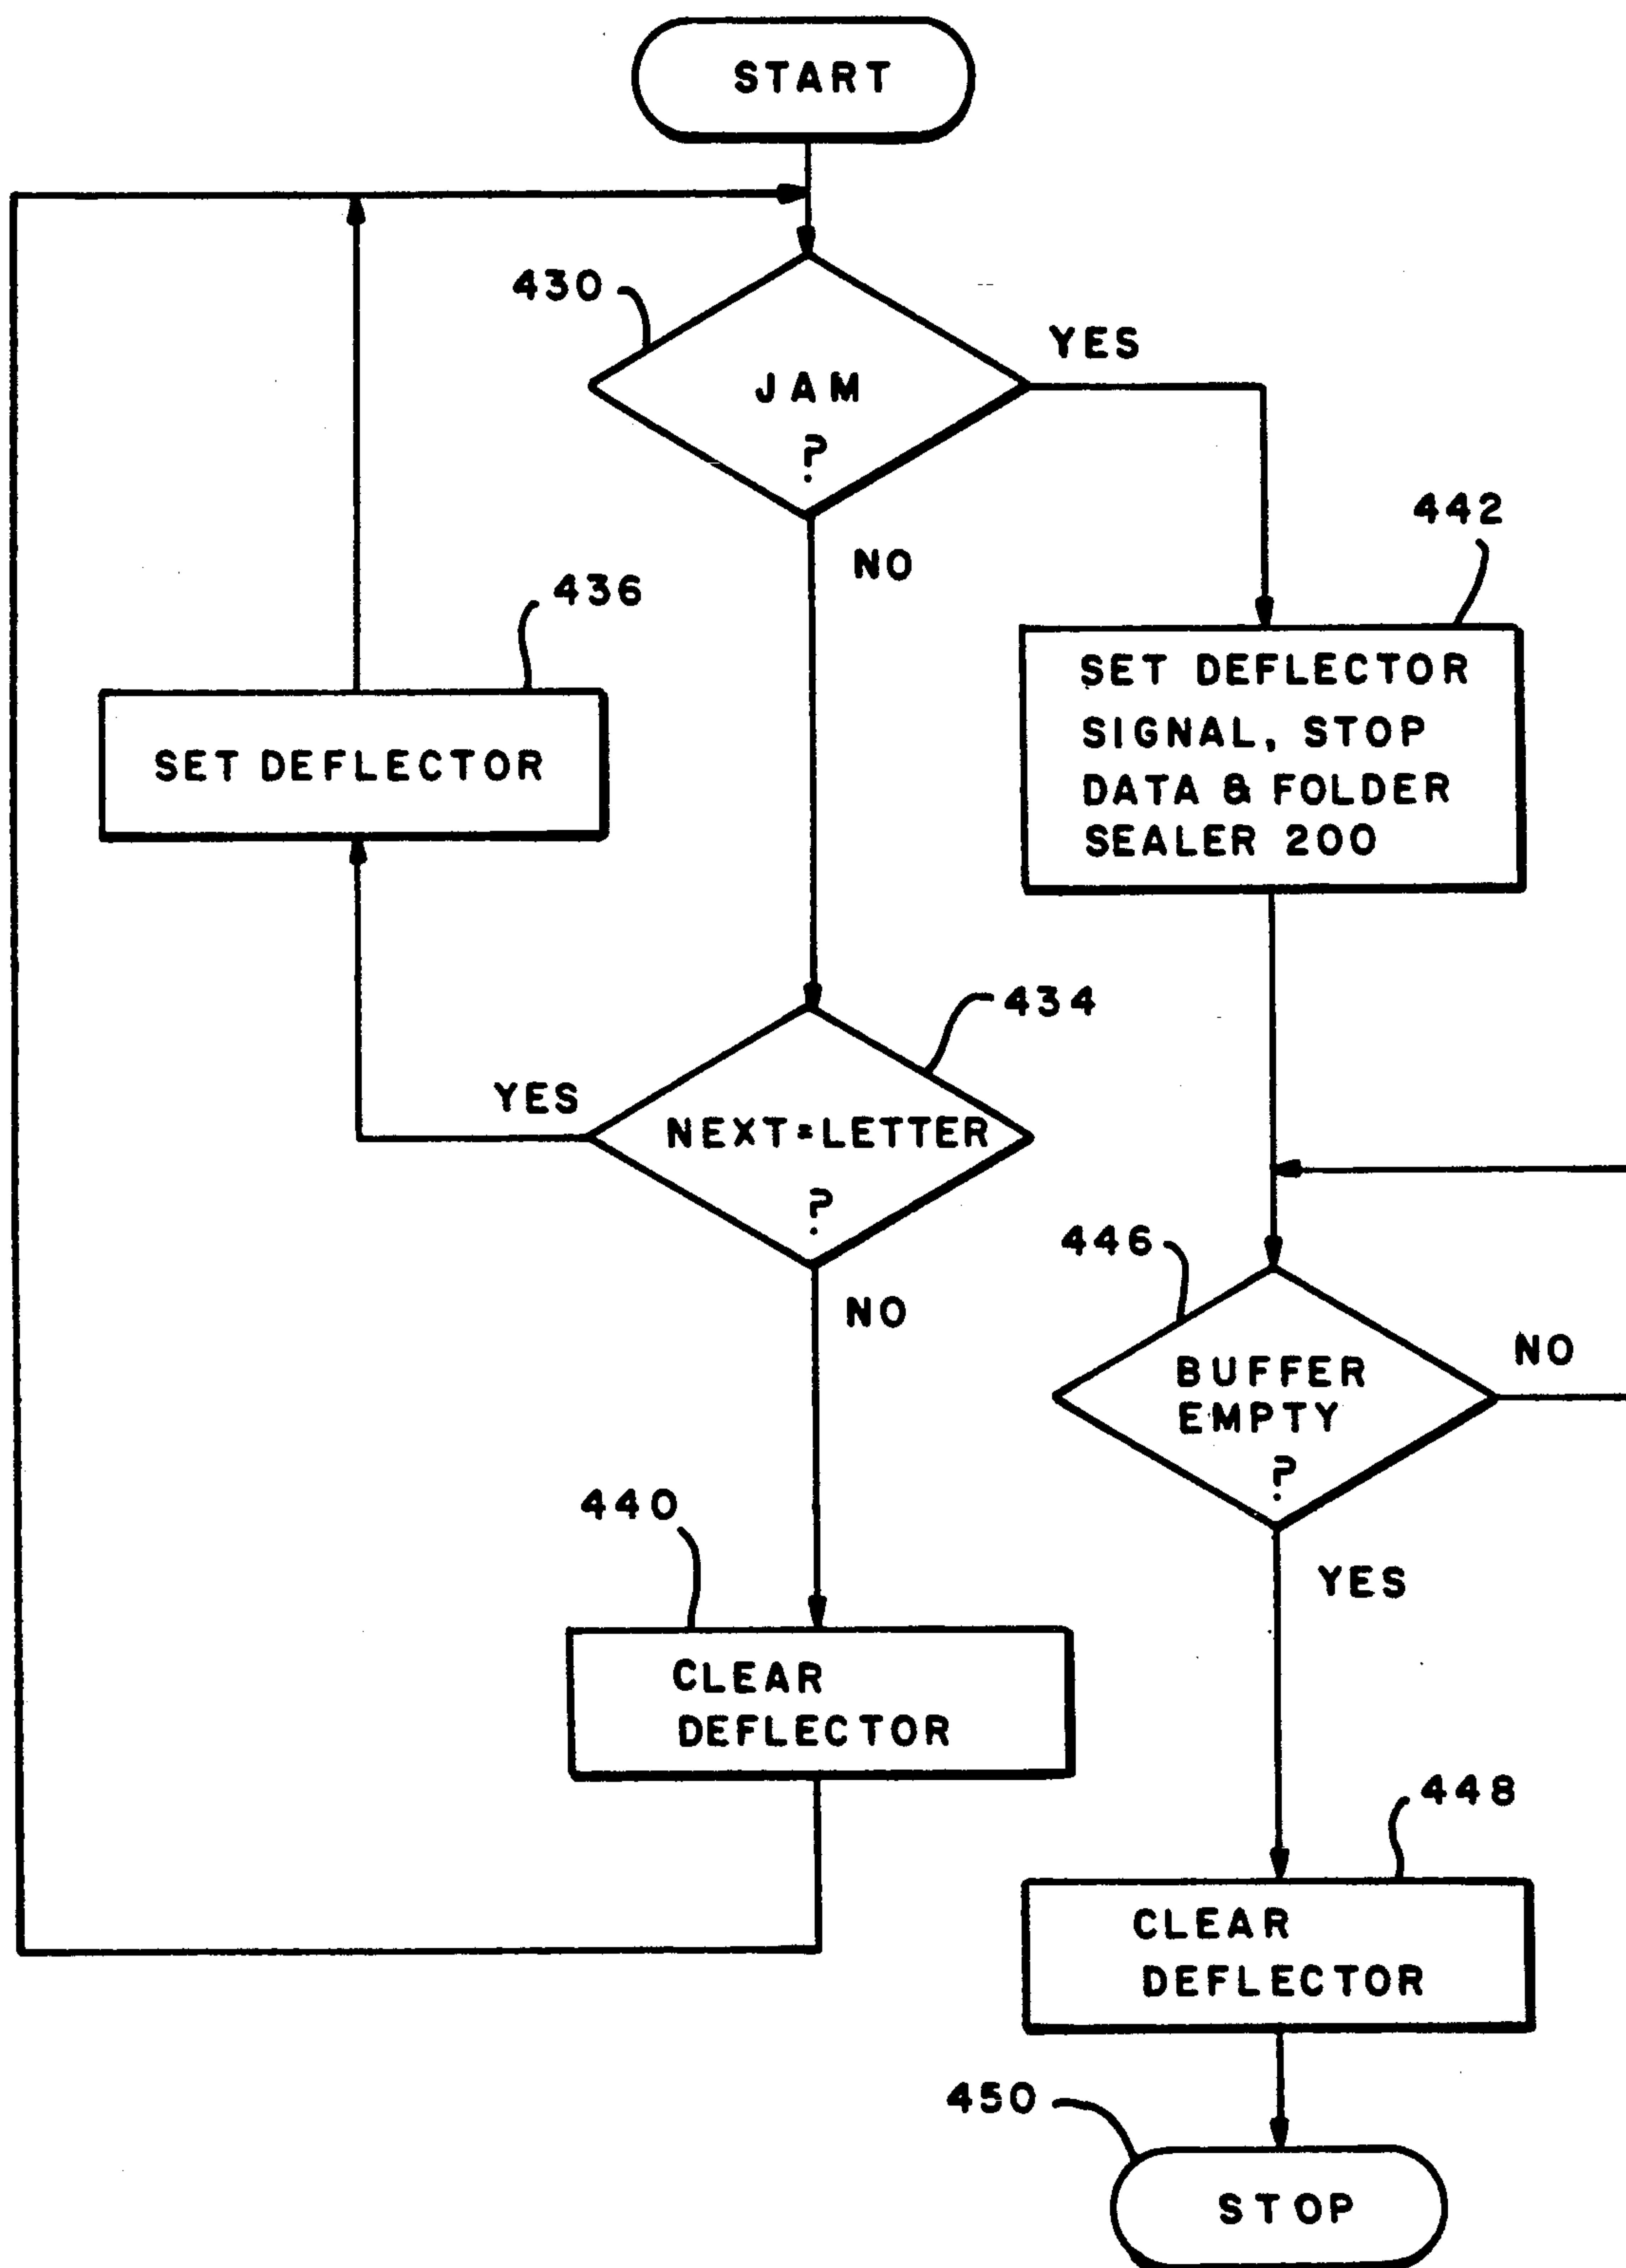 START
430
JAM
?
YES
NO
442
436
SET DEFLECTOR
SET DEFLECTOR
SIGNAL, STOP
DATA & FOLDER
SEALER 200
434
YES
NEXT=LETTER
?
NO
446
BUFFER
EMPTY
?
NO
YES
440
CLEAR
DEFLECTOR
448
CLEAR
DEFLECTOR
450
STOP